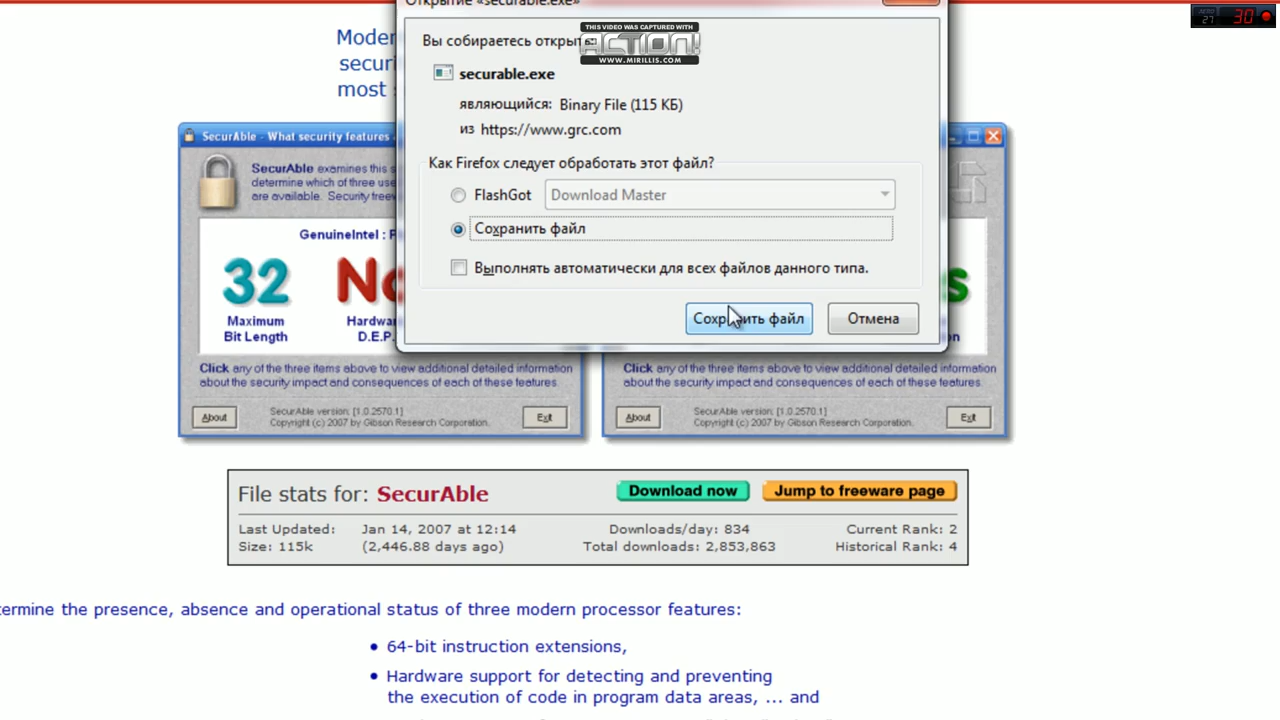 Открытие «securable.exe»
THIS VIDEO WAS CAPTURED WITH
ACTION!
WWW.MIRILLIS.COM
27
30
Вы собираетесь открыть:
securable.exe
являющийся: Binary File (115 КБ)
из https://www.grc.com
Как Firefox следует обработать этот файл?
FlashGot
Download Master
Сохранить файл
Выполнять автоматически для всех файлов данного типа.
Сохранить файл
Отмена
most
SecurAble - What security features
SecurAble examines this s
determine which of three use
are available. Security freew
GenuineIntel : P
32
No
s
Maximum
Bit Length
Hardwa
D.E.P.
on
Click any of the three items above to view additional detailed information
about the security impact and consequences of each of these features.
About
SecurAble version: [1.0.2570.1]
Copyright (c) 2007 by Gibson Research Corporation.
Exit
Click any of the three items above to view additional detailed information
about the security impact and consequences of each of these features.
About
SecurAble version: [1.0.2570.1]
Copyright (c) 2007 by Gibson Research Corporation.
Exit
File stats for: SecurAble
Download now
Jump to freeware page
Last Updated: Jan 14, 2007 at 12:14 Downloads/day: 834 Current Rank: 2
Size: 115k (2,446.88 days ago) Total downloads: 2,853,863 Historical Rank: 4
termine the presence, absence and operational status of three modern processor features:
• 64-bit instruction extensions,
• Hardware support for detecting and preventing
the execution of code in program data areas, ... and